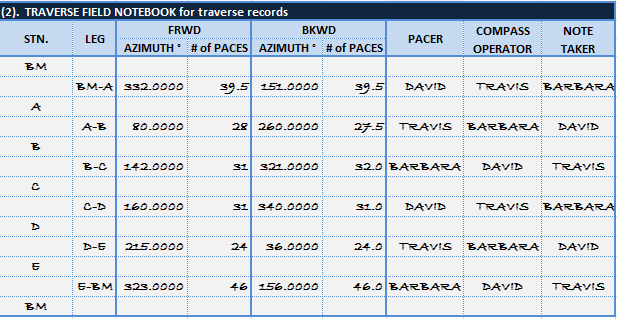 (2). TRAVERSE FIELD NOTEBOOK for traverse records
STN. LEG FRWD BKWD PACER COMPASS OPERATOR NOTE TAKER
AZIMUTH ° # of PACES AZIMUTH ° # of PACES
BM
BM-A 332.0000 39.5 151.0000 39.5 DAVID TRAVIS BARBARA
A
A-B 80.0000 28 260.0000 27.5 TRAVIS BARBARA DAVID
B
B-C 142.0000 31 321.0000 32.0 BARBARA DAVID TRAVIS
C
C-D 160.0000 31 340.0000 31.0 DAVID TRAVIS BARBARA
D
D-E 215.0000 24 36.0000 24.0 TRAVIS BARBARA DAVID
E
E-BM 323.0000 46 156.0000 46.0 BARBARA DAVID TRAVIS
BM